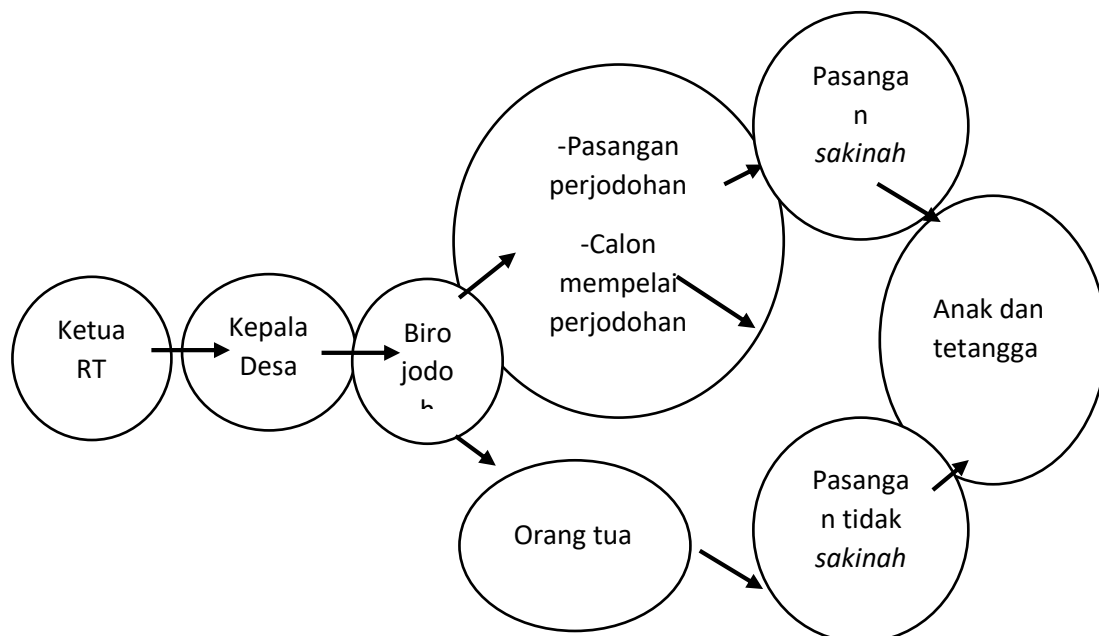 Ketua
RT
Kepala
Desa
Biro
jodo
h
-Pasangan
perjodohan
-Calon
mempelai
perjodohan
Orang tua
Pasanga
n
sakinah
Pasanga
n tidak
sakinah
Anak dan
tetangga